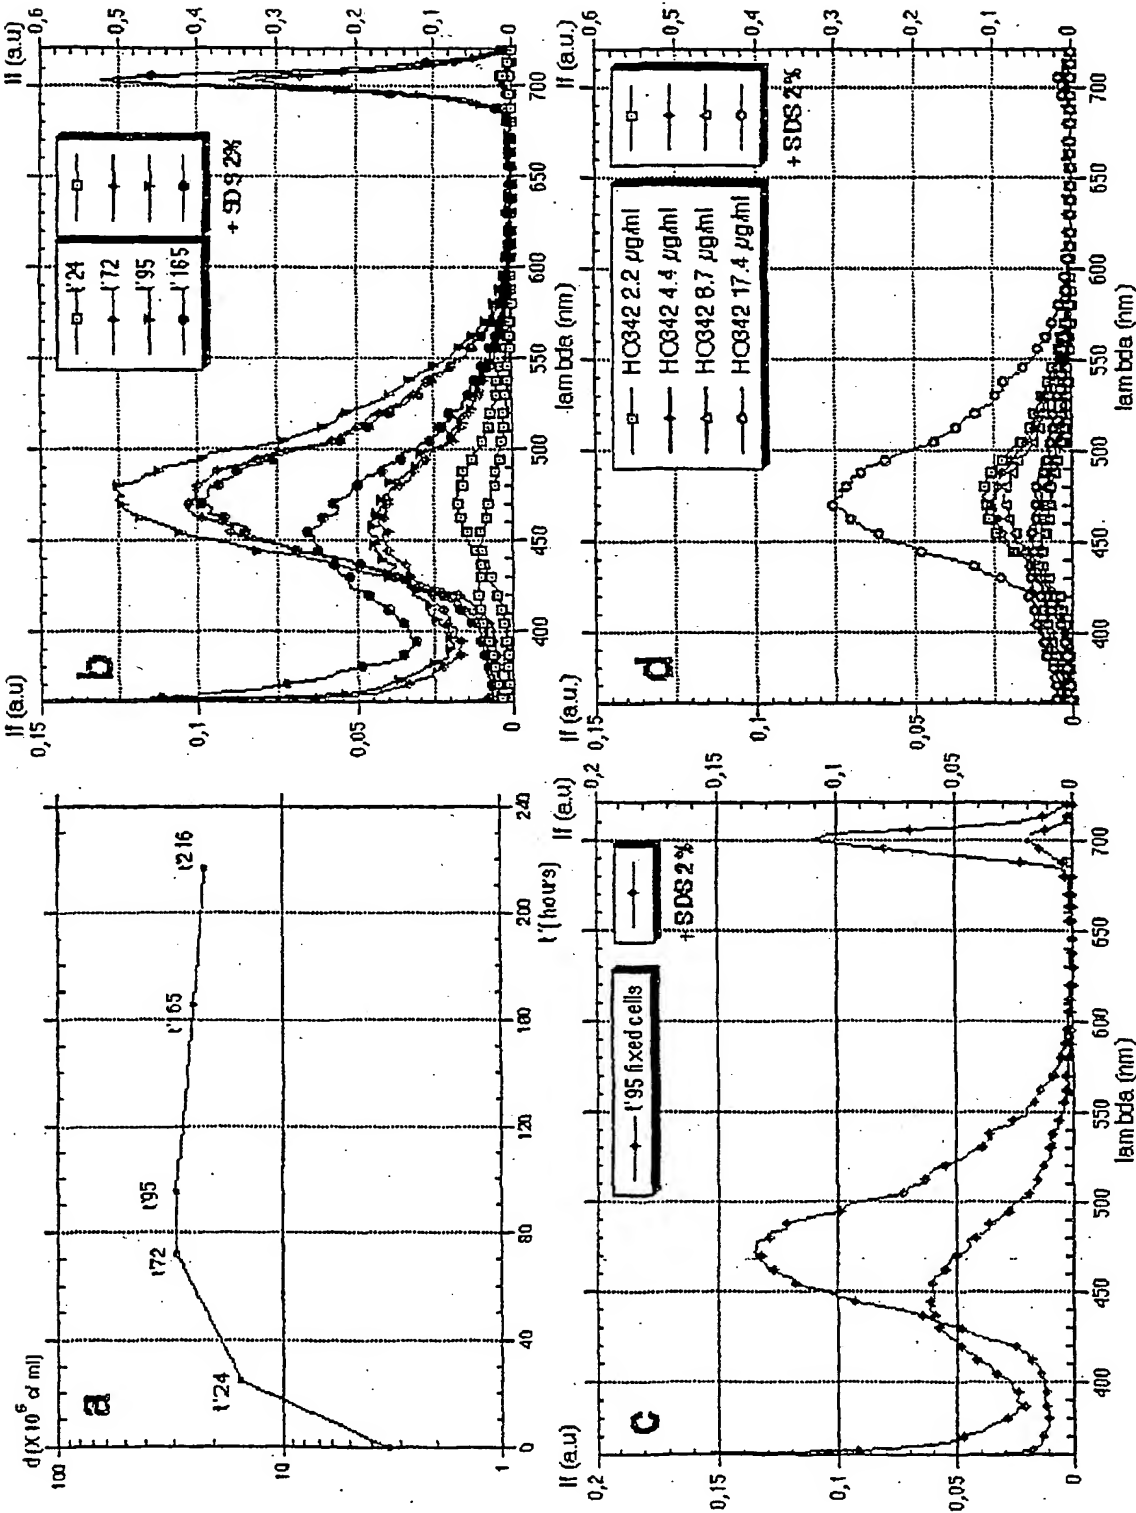 a
d(X 10⁶ c/ ml)
100
10
1
t'24
t'72
t'95
t'165
t'216
0
40
80
120
160
200
240
t'(hours)
b
If (a.u)
0,15
0,1
0,05
0
If (a.u)
0,6
0,5
0,4
0,3
0,2
0,1
0
t'24
t'72
t'95
t'165
+ SDS 2%
400
450
500
550
600
650
700
lambda (nm)
c
If (a.u)
0,2
0,15
0,1
0,05
0
If (a.u)
0,2
0,15
0,1
0,05
0
t'95 fixed cells
+SDS 2%
400
450
500
550
600
650
700
lambda (nm)
d
If (a.u.)
0,15
0,1
0,05
0
If (a.u.)
0,6
0,5
0,4
0,3
0,2
0,1
0
HO342 2.2 µg/ml
HO342 4.4 µg/ml
HO342 8.7 µg/ml
HO342 17.4 µg/ml
+SDS 2%
400
450
500
550
600
650
700
lambda (nm)